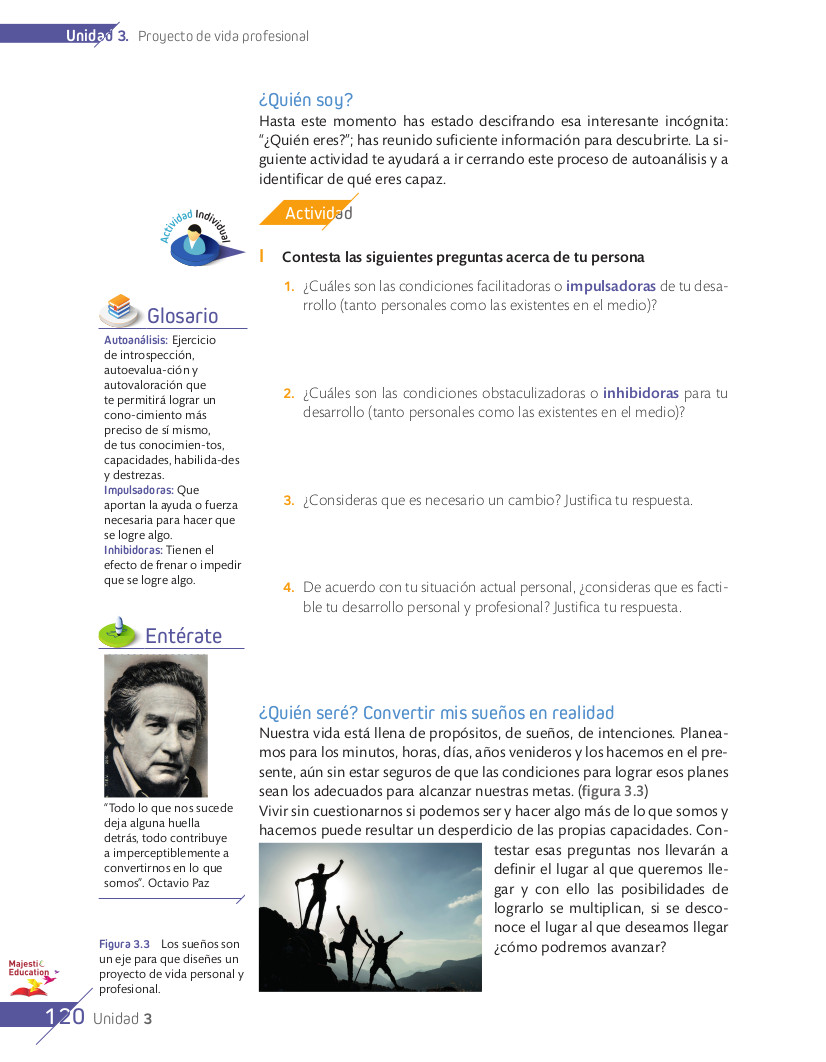 Unidad 3. Proyecto de vida profesional
¿Quién soy?
Hasta este momento has estado descifrando esa interesante incógnita:
“¿Quién eres?”; has reunido suficiente información para descubrirte. La si-
guiente actividad te ayudará a ir cerrando este proceso de autoanálisis y a
identificar de qué eres capaz.
Actividad Individual
Actividad
I Contesta las siguientes preguntas acerca de tu persona
1. ¿Cuáles son las condiciones facilitadoras o impulsadoras de tu desa-
rrollo (tanto personales como las existentes en el medio)?
2. ¿Cuáles son las condiciones obstaculizadoras o inhibidoras para tu
desarrollo (tanto personales como las existentes en el medio)?
3. ¿Consideras que es necesario un cambio? Justifica tu respuesta.
4. De acuerdo con tu situación actual personal, ¿consideras que es facti-
ble tu desarrollo personal y profesional? Justifica tu respuesta.
Glosario
Autoanálisis: Ejercicio
de introspección,
autoevalua-ción y
autovaloración que
te permitirá lograr un
cono-cimiento más
preciso de sí mismo,
de tus conocimien-tos,
capacidades, habilida-des
y destrezas.
Impulsadoras: Que
aportan la ayuda o fuerza
necesaria para hacer que
se logre algo.
Inhibidoras: Tienen el
efecto de frenar o impedir
que se logre algo.
Entérate
“Todo lo que nos sucede
deja alguna huella
detrás, todo contribuye
a imperceptiblemente a
convertirnos en lo que
somos”. Octavio Paz
¿Quién seré? Convertir mis sueños en realidad
Nuestra vida está llena de propósitos, de sueños, de intenciones. Planea-
mos para los minutos, horas, días, años venideros y los hacemos en el pre-
sente, aún sin estar seguros de que las condiciones para lograr esos planes
sean los adecuados para alcanzar nuestras metas. (figura 3.3)
Vivir sin cuestionarnos si podemos ser y hacer algo más de lo que somos y
hacemos puede resultar un desperdicio de las propias capacidades. Con-
testar esas preguntas nos llevarán a
definir el lugar al que queremos lle-
gar y con ello las posibilidades de
lograrlo se multiplican, si se desco-
noce el lugar al que deseamos llegar
¿cómo podremos avanzar?
Figura 3.3 Los sueños son
un eje para que diseñes un
proyecto de vida personal y
profesional.
Majestic
Education
120 Unidad 3